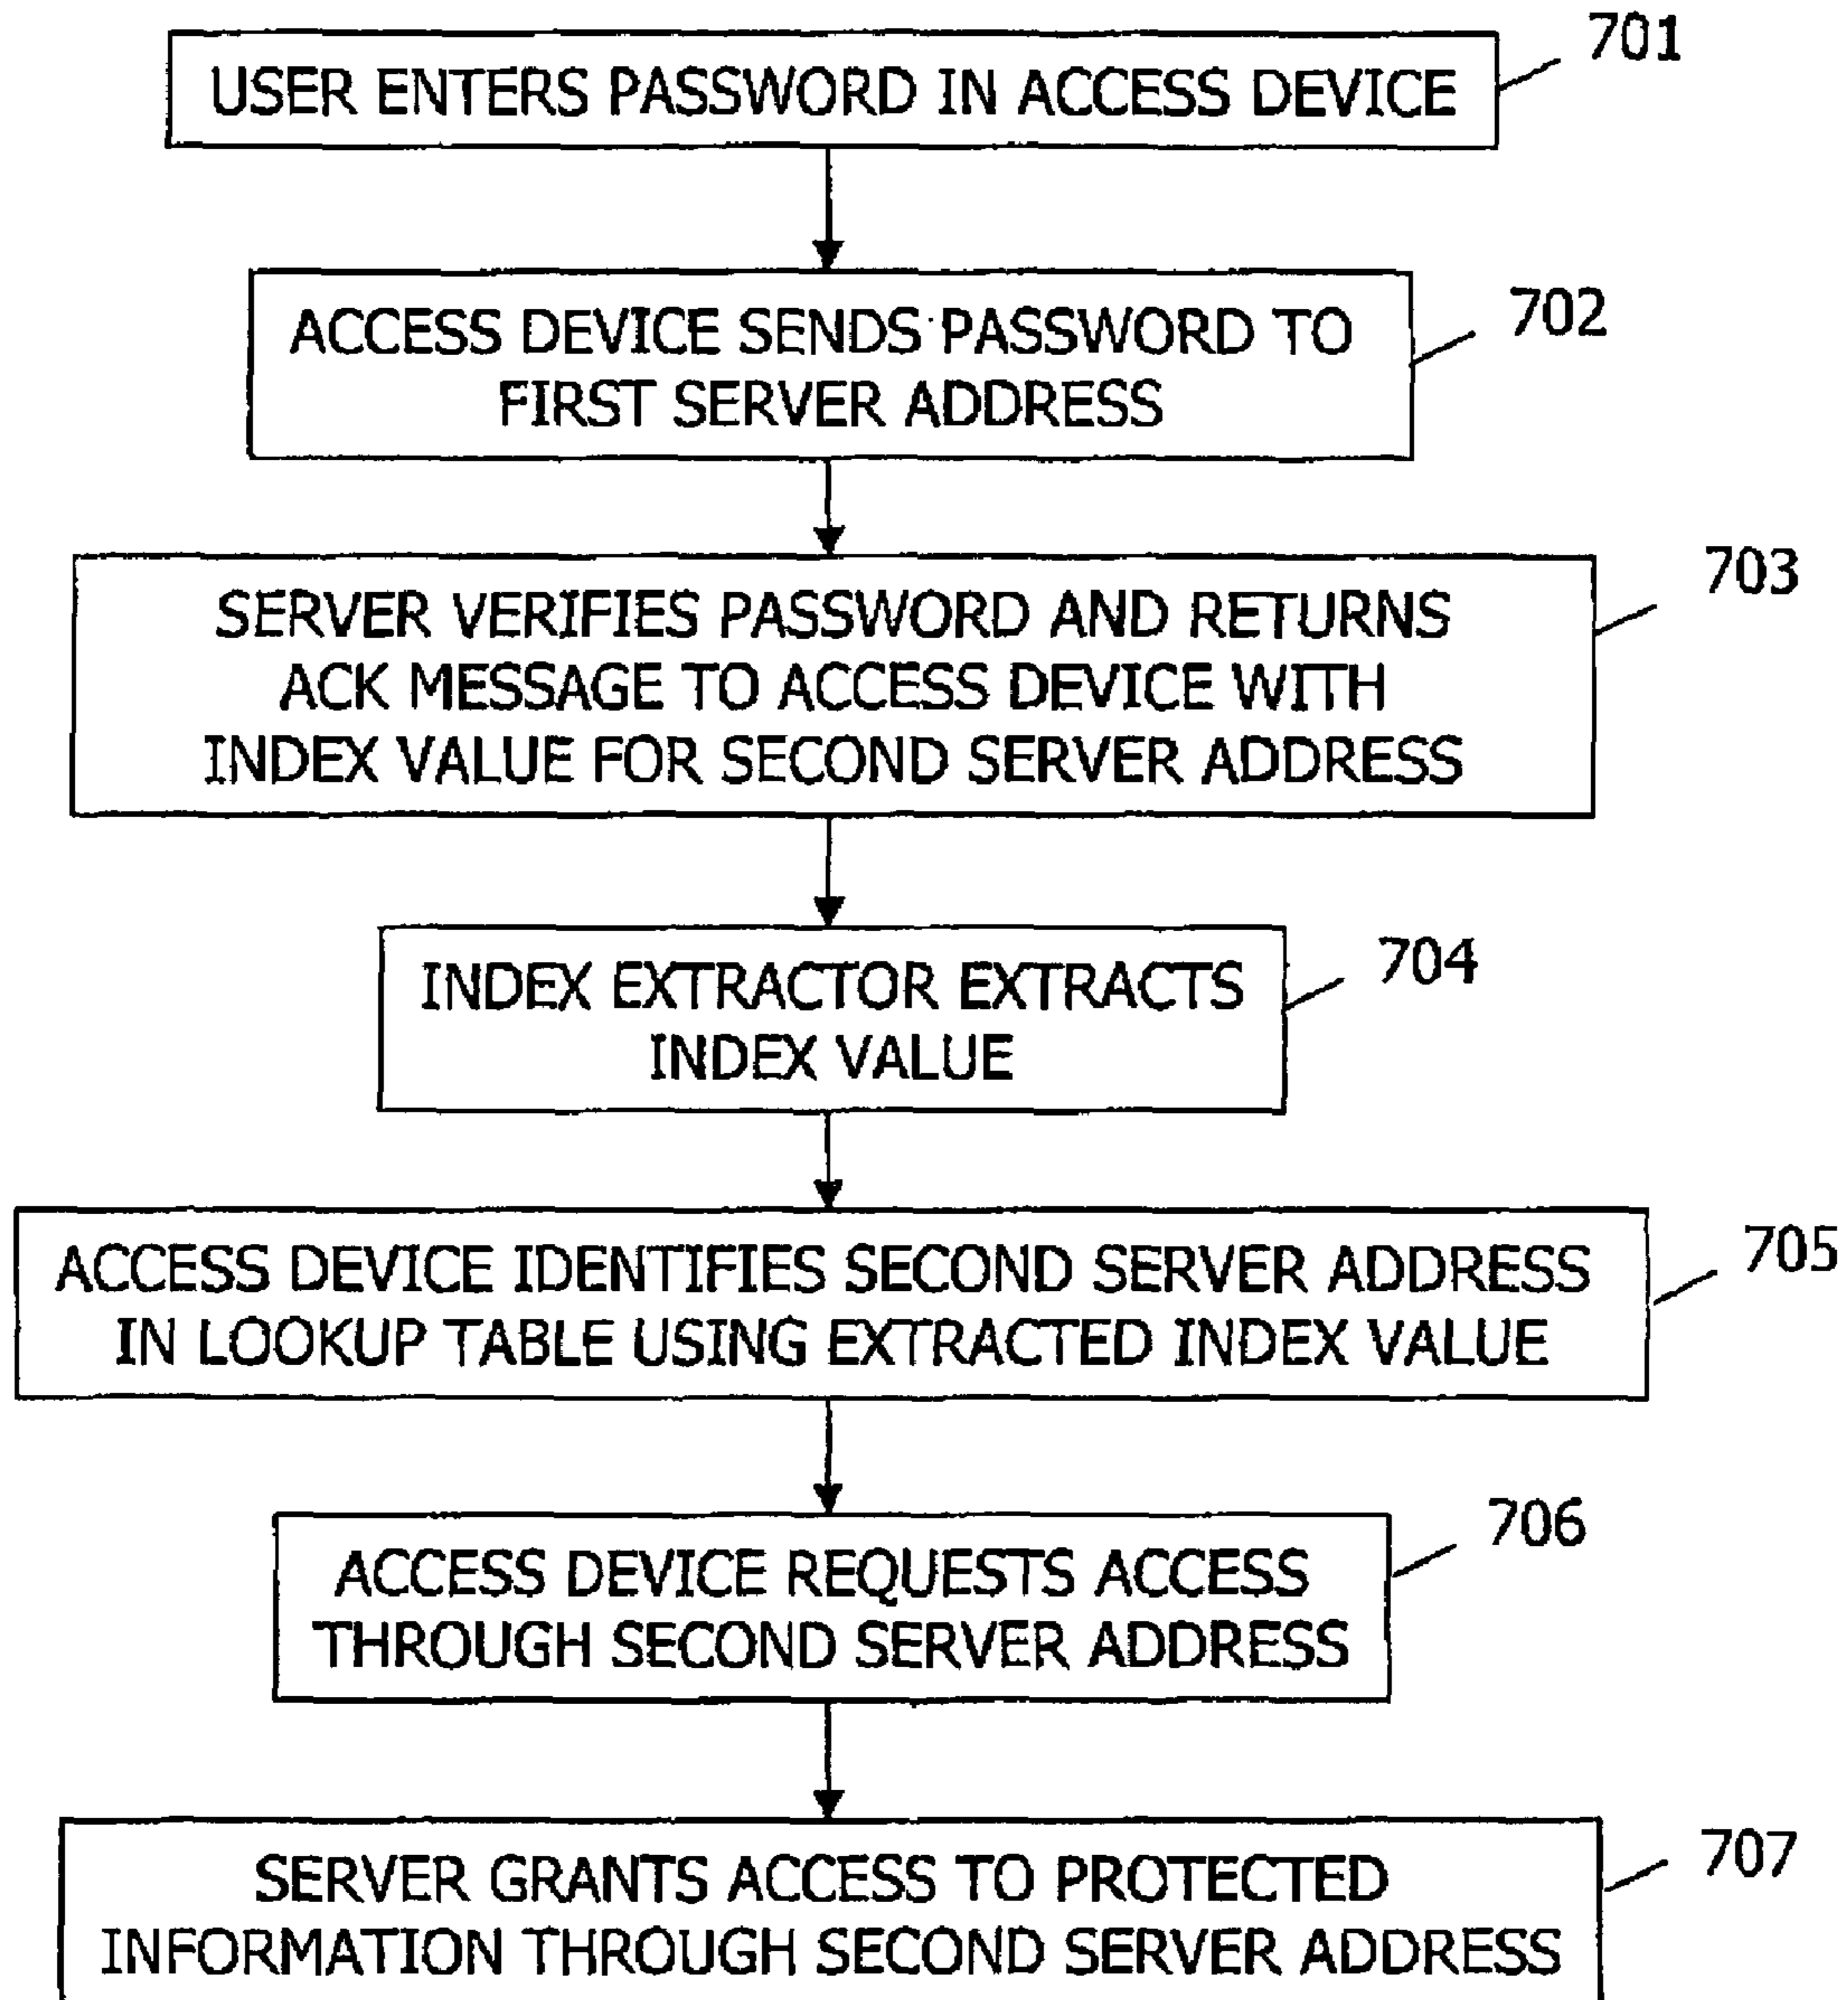 701
USER ENTERS PASSWORD IN ACCESS DEVICE
702
ACCESS DEVICE SENDS PASSWORD TO
FIRST SERVER ADDRESS
703
SERVER VERIFIES PASSWORD AND RETURNS
ACK MESSAGE TO ACCESS DEVICE WITH
INDEX VALUE FOR SECOND SERVER ADDRESS
704
INDEX EXTRACTOR EXTRACTS
INDEX VALUE
705
ACCESS DEVICE IDENTIFIES SECOND SERVER ADDRESS
IN LOOKUP TABLE USING EXTRACTED INDEX VALUE
706
ACCESS DEVICE REQUESTS ACCESS
THROUGH SECOND SERVER ADDRESS
707
SERVER GRANTS ACCESS TO PROTECTED
INFORMATION THROUGH SECOND SERVER ADDRESS